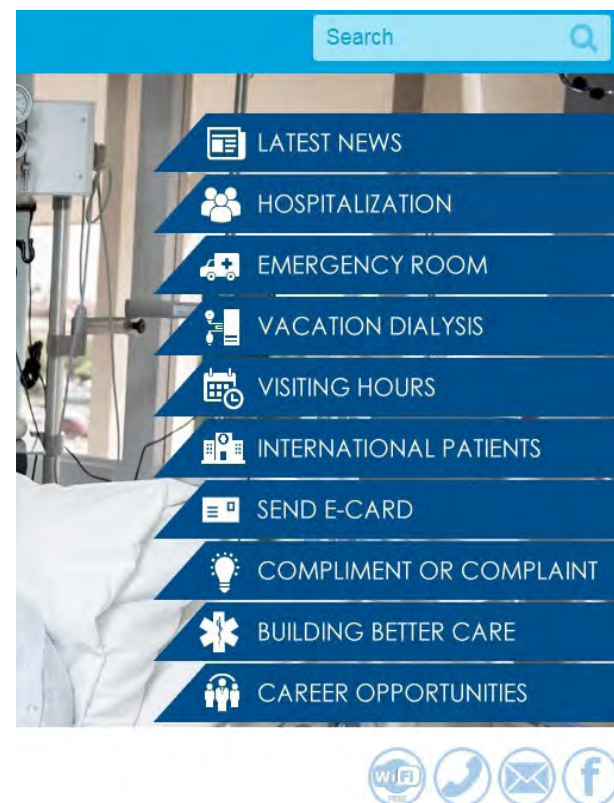 Search
LATEST NEWS
HOSPITALIZATION
EMERGENCY ROOM
VACATION DIALYSIS
VISITING HOURS
INTERNATIONAL PATIENTS
SEND E-CARD
COMPLIMENT OR COMPLAINT
BUILDING BETTER CARE
CAREER OPPORTUNITIES
WiFi
FREE
f